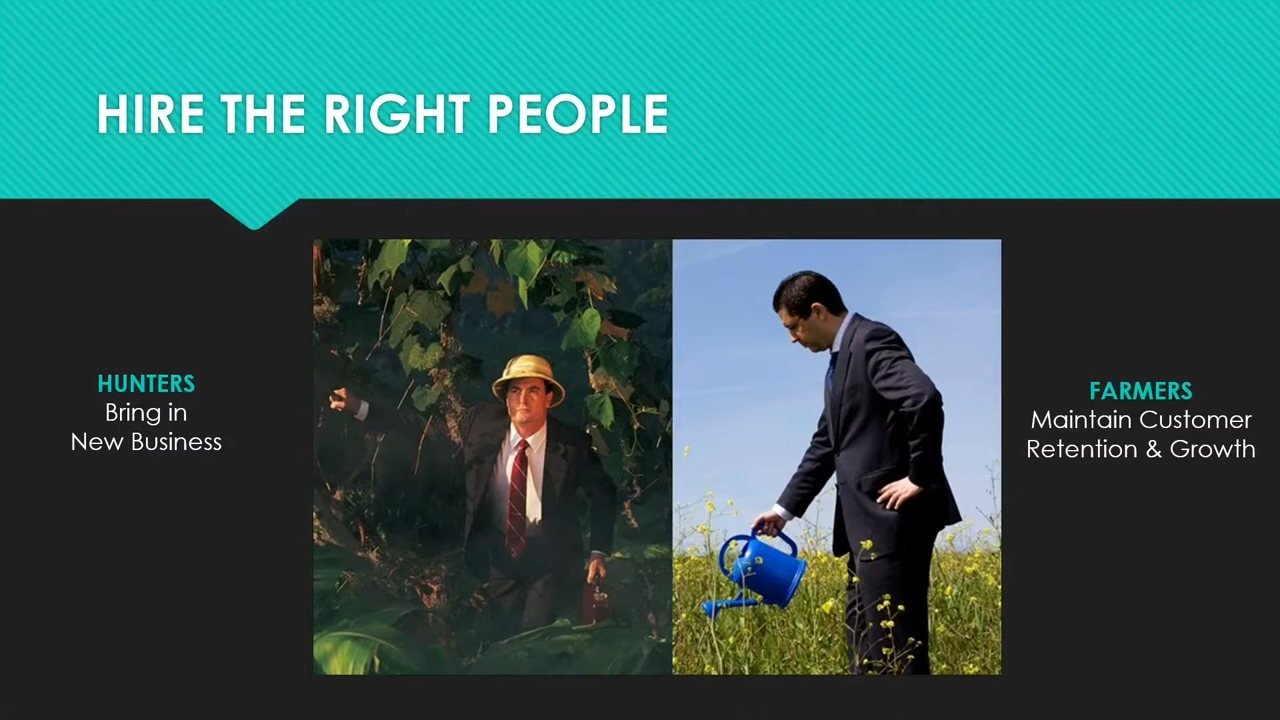 HIRE THE RIGHT PEOPLE
HUNTERS
Bring in
New Business
FARMERS
Maintain Customer
Retention & Growth